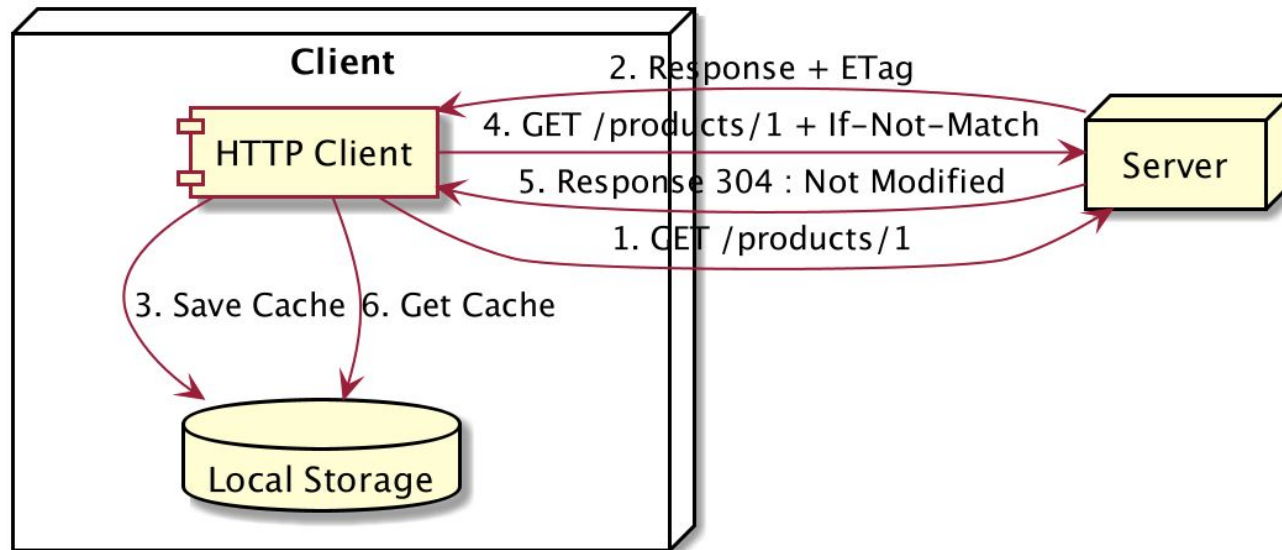 Client
2. Response + ETag
HTTP Client
4. GET /products/1 + If-Not-Match
Server
5. Response 304 : Not Modified
1. GET /products/1
3. Save Cache
6. Get Cache
Local Storage